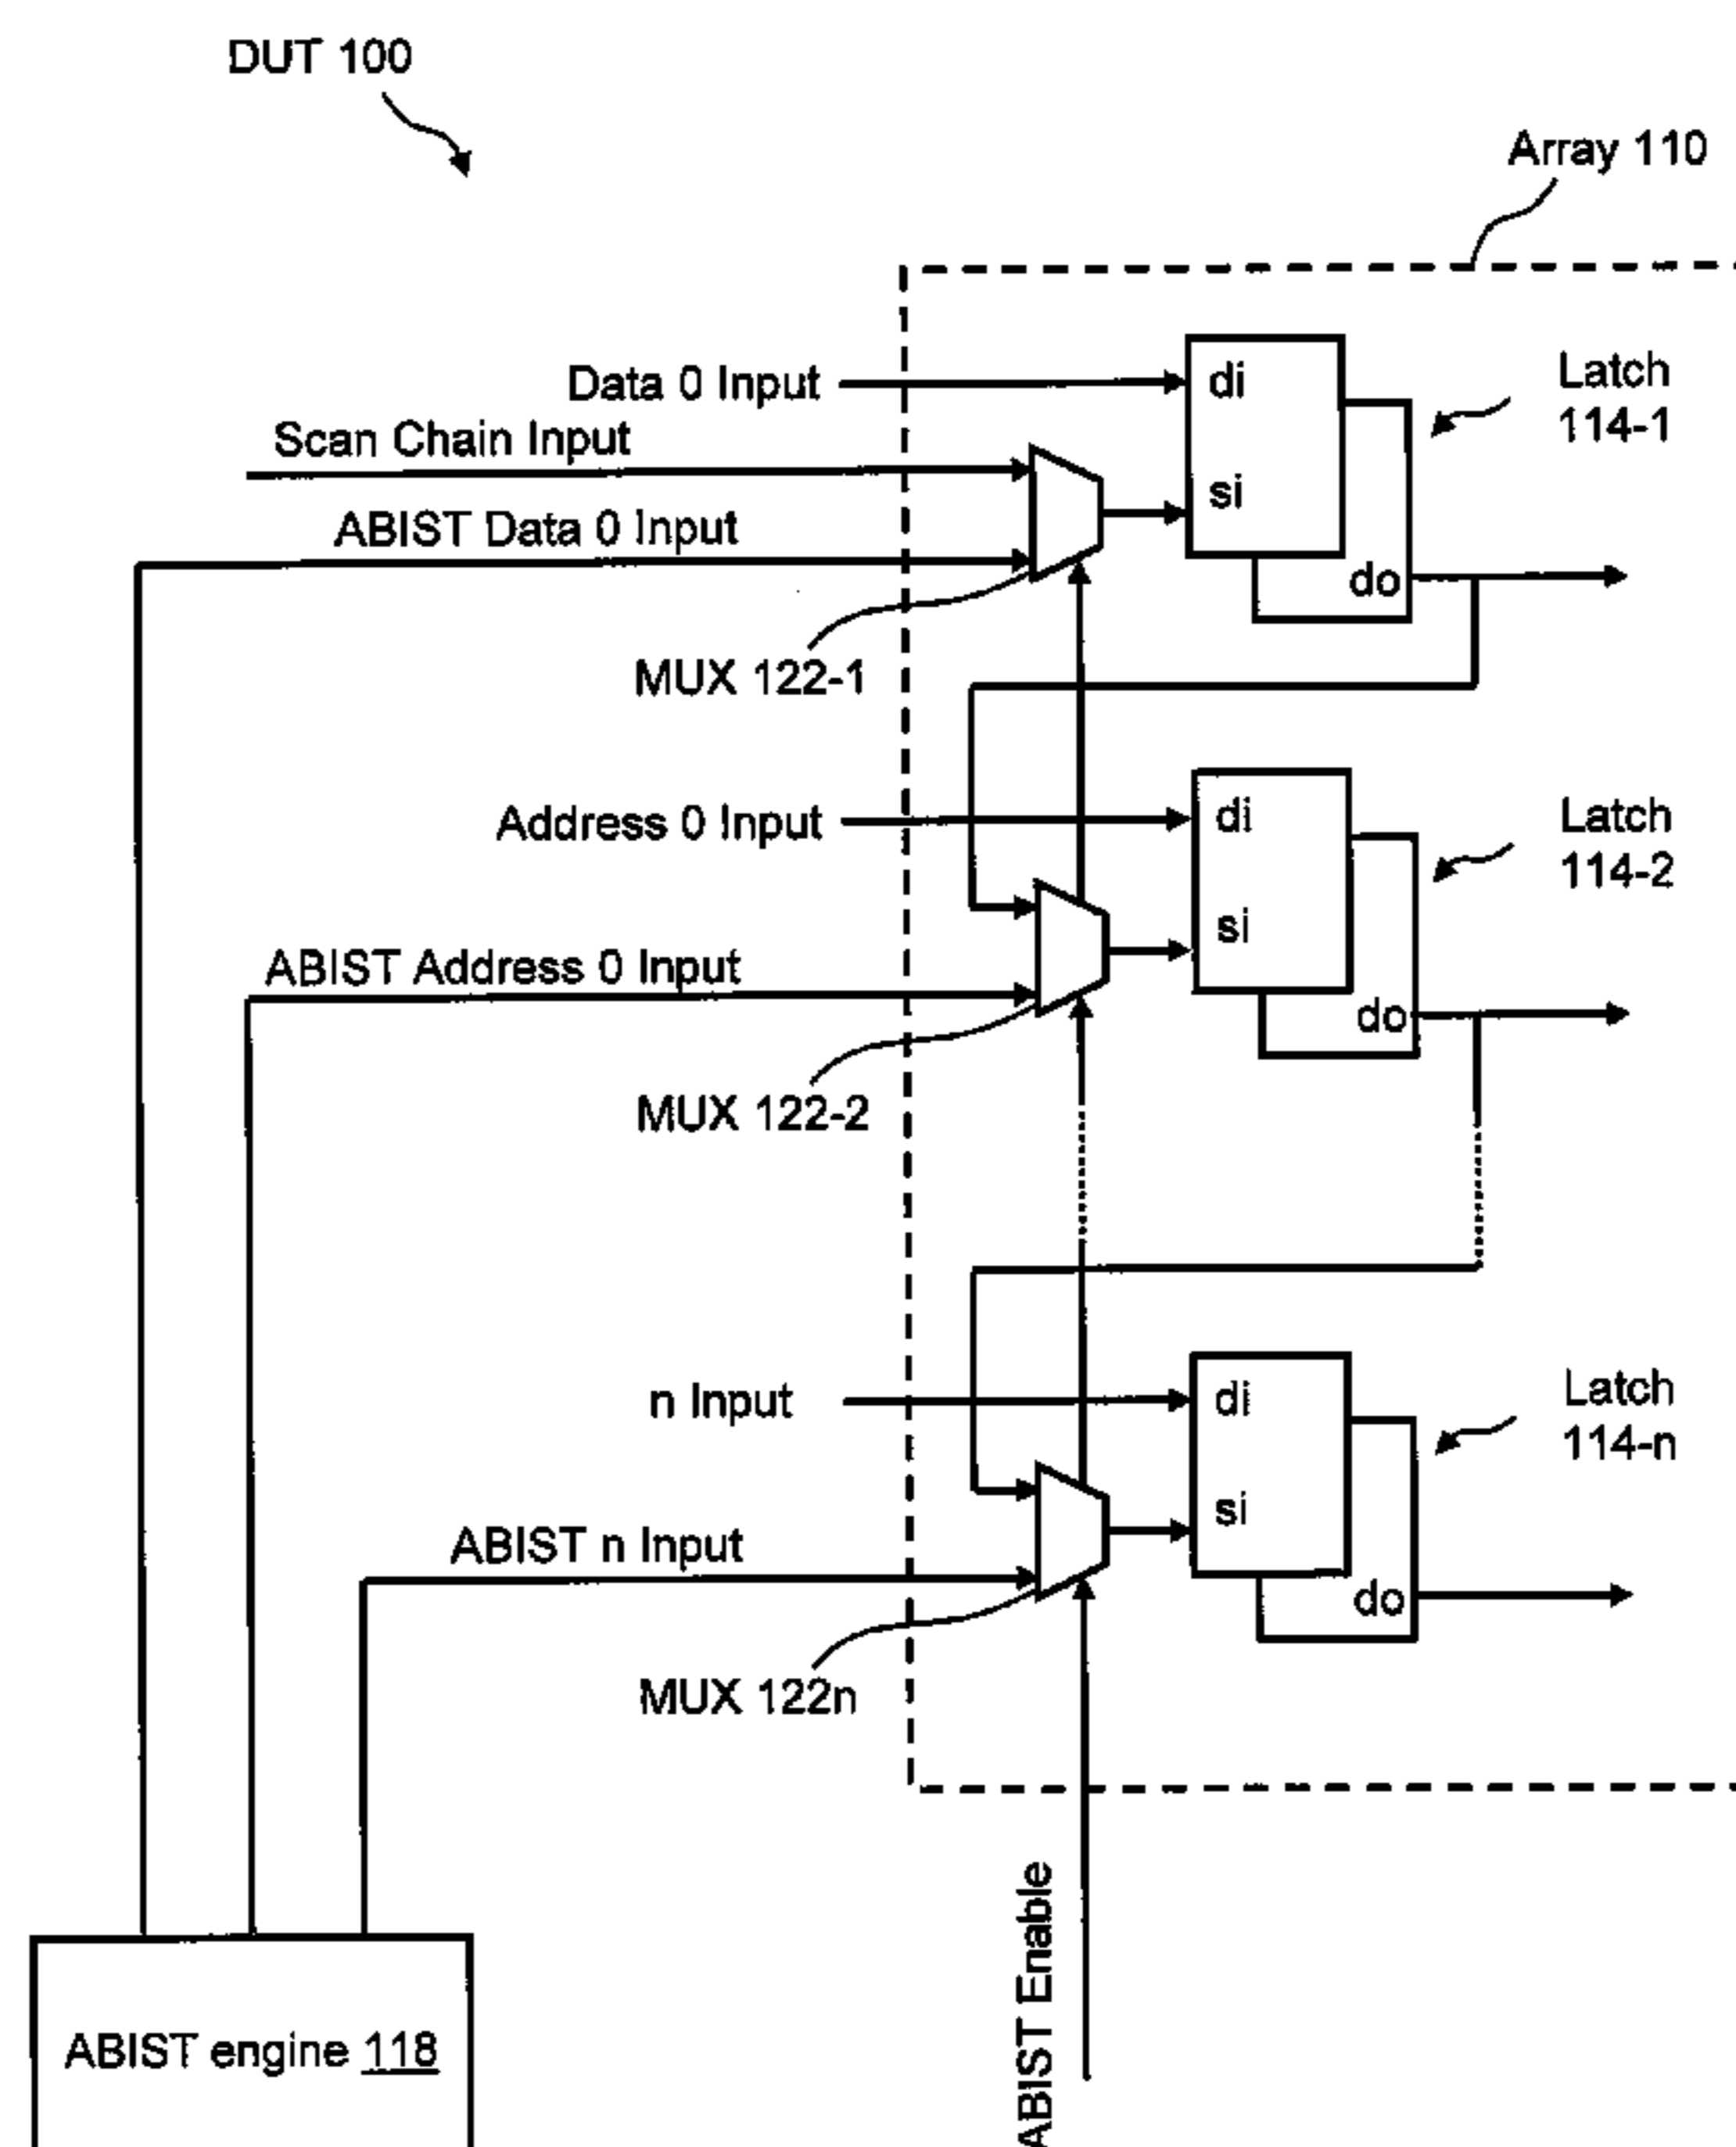 DUT 100
Array 110
Data 0 Input
di
Latch
114-1
Scan Chain Input
si
ABIST Data 0 Input
do
MUX 122-1
Address 0 Input
di
Latch
114-2
si
ABIST Address 0 Input
do
MUX 122-2
n Input
di
Latch
114-n
si
ABIST n Input
do
MUX 122n
ABIST Enable
ABIST engine 118